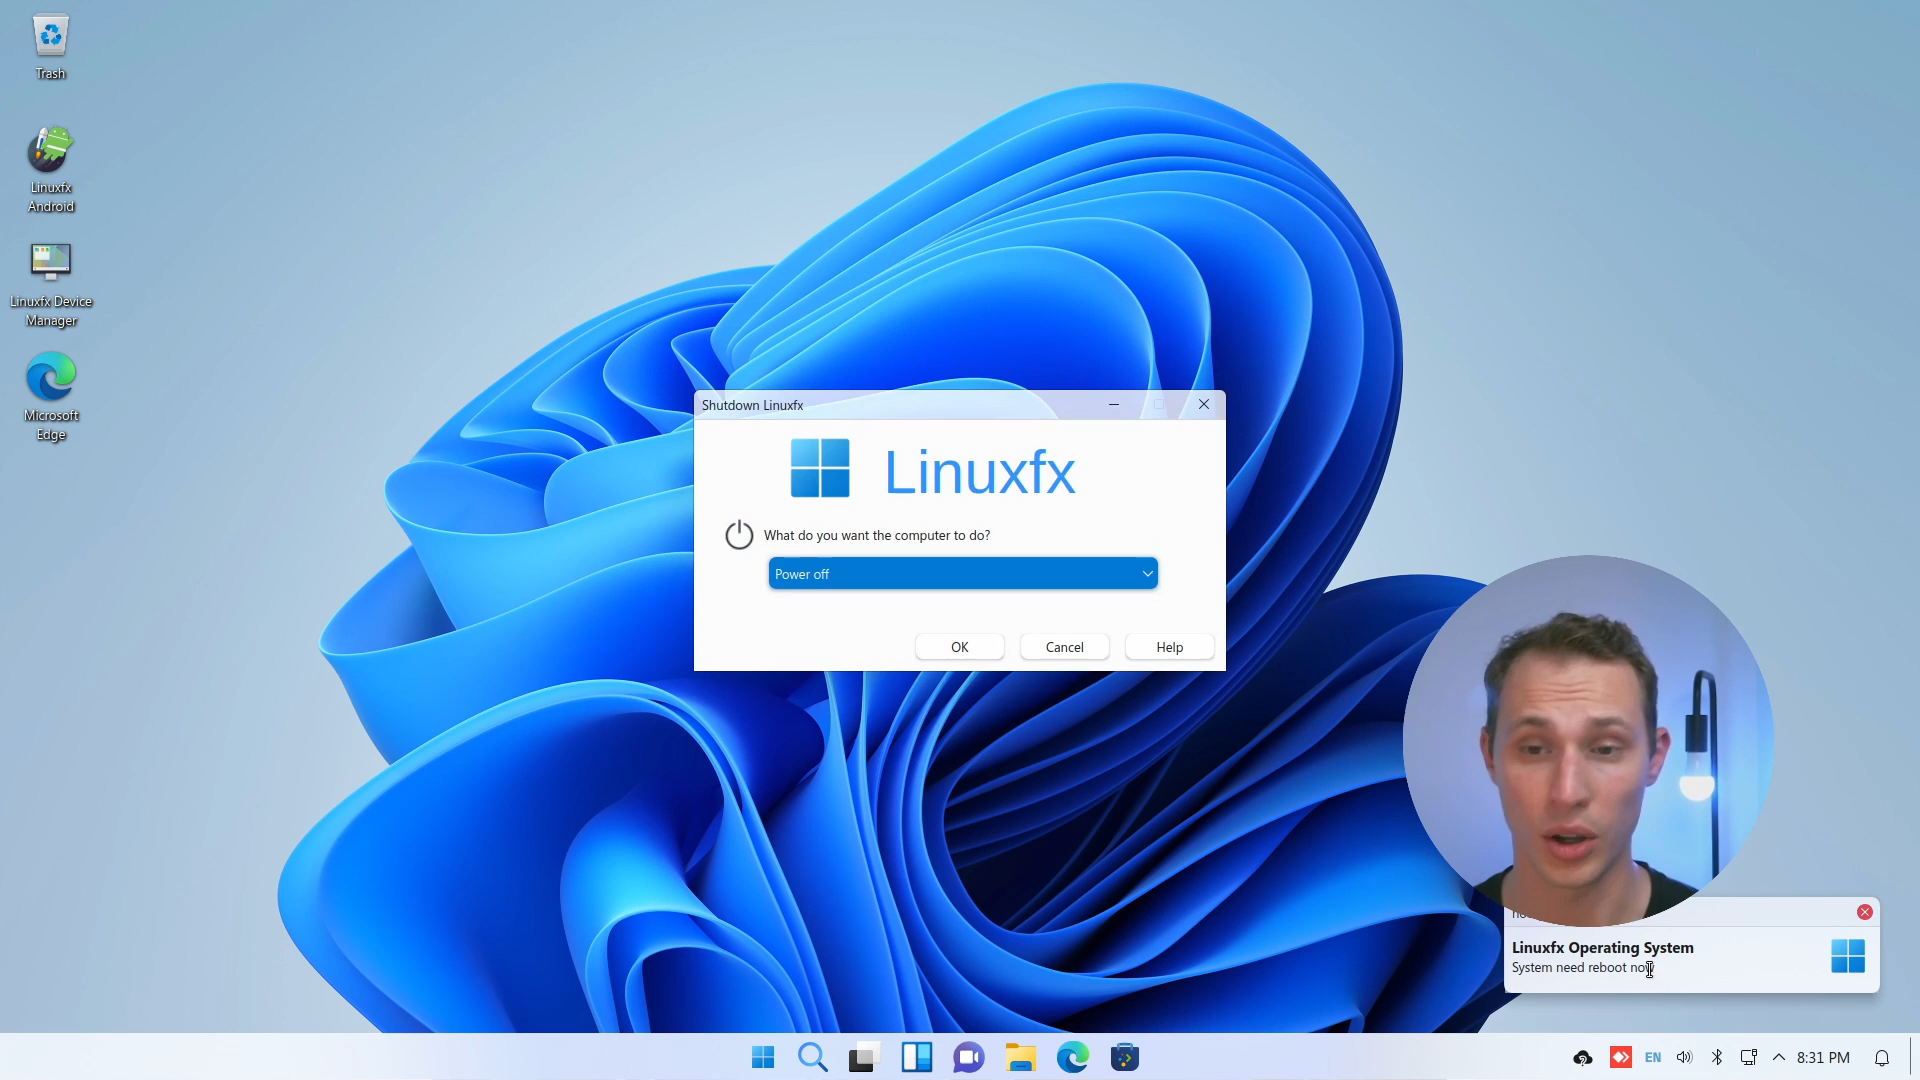 Trash
Linuxfx
Android
Linuxfx Device
Manager
Microsoft
Edge
Shutdown Linuxfx
Linuxfx
What do you want the computer to do?
Power off
OK
Cancel
Help
Linuxfx Operating System
System need reboot now
EN
8:31 PM